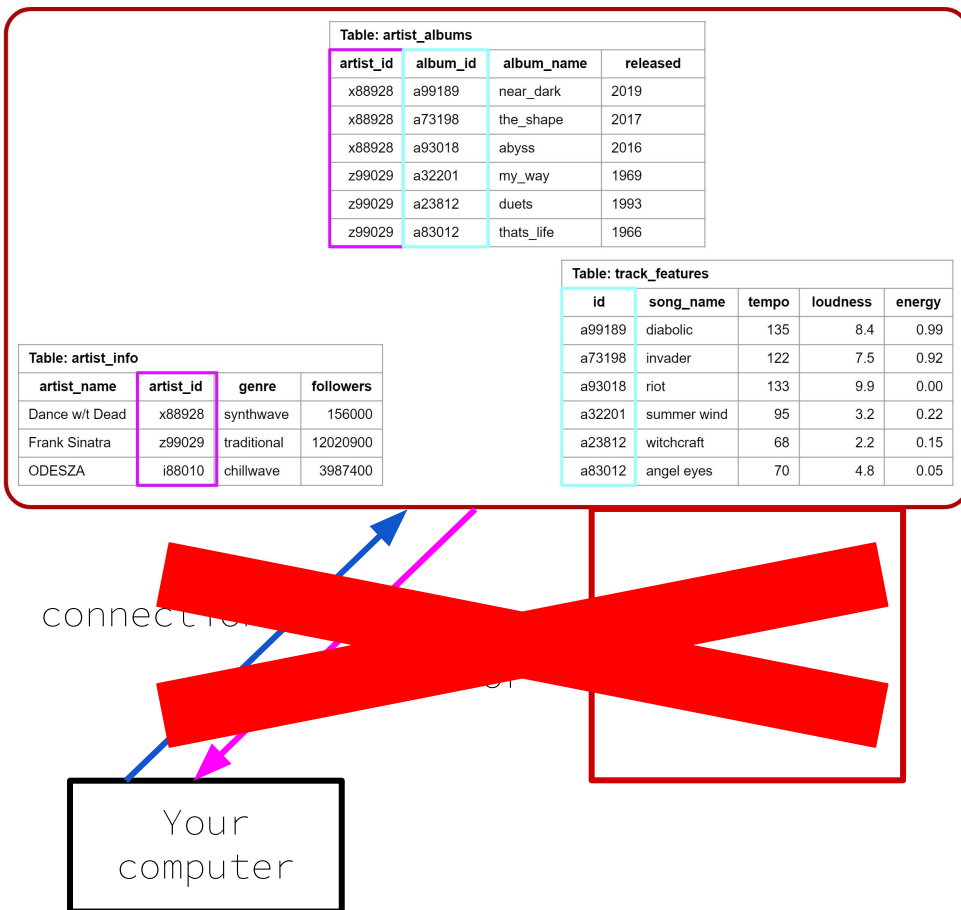 Table: artist_albums
artist_id album_id album_name released
x88928 a99189 near_dark 2019
x88928 a73198 the_shape 2017
x88928 a93018 abyss 2016
z99029 a32201 my_way 1969
z99029 a23812 duets 1993
z99029 a83012 thats_life 1966
Table: track_features
id song_name tempo loudness energy
a99189 diabolic 135 8.4 0.99
a73198 invader 122 7.5 0.92
a93018 riot 133 9.9 0.00
a32201 summer wind 95 3.2 0.22
a23812 witchcraft 68 2.2 0.15
a83012 angel eyes 70 4.8 0.05
Table: artist_info
artist_name artist_id genre followers
Dance w/t Dead x88928 synthwave 156000
Frank Sinatra z99029 traditional 12020900
ODESZA i88010 chillwave 3987400
Your
computer